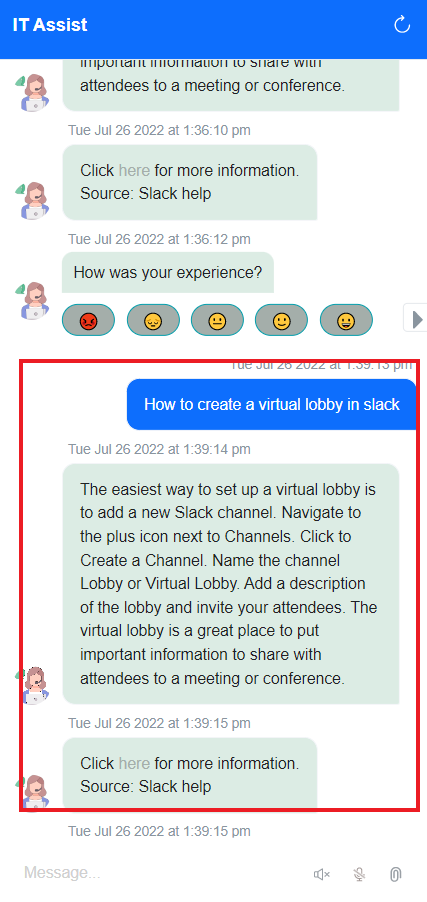 IT Assist
important information to share with
attendees to a meeting or conference.
Tue Jul 26 2022 at 1:36:10 pm
Click here for more information.
Source: Slack help
Tue Jul 26 2022 at 1:36:12 pm
How was your experience?
Tue Jul 26 2022 at 1:39:13 pm
How to create a virtual lobby in slack
Tue Jul 26 2022 at 1:39:14 pm
The easiest way to set up a virtual lobby is
to add a new Slack channel. Navigate to
the plus icon next to Channels. Click to
Create a Channel. Name the channel
Lobby or Virtual Lobby. Add a description
of the lobby and invite your attendees. The
virtual lobby is a great place to put
important information to share with
attendees to a meeting or conference.
Tue Jul 26 2022 at 1:39:15 pm
Click here for more information.
Source: Slack help
Tue Jul 26 2022 at 1:39:15 pm
Message...